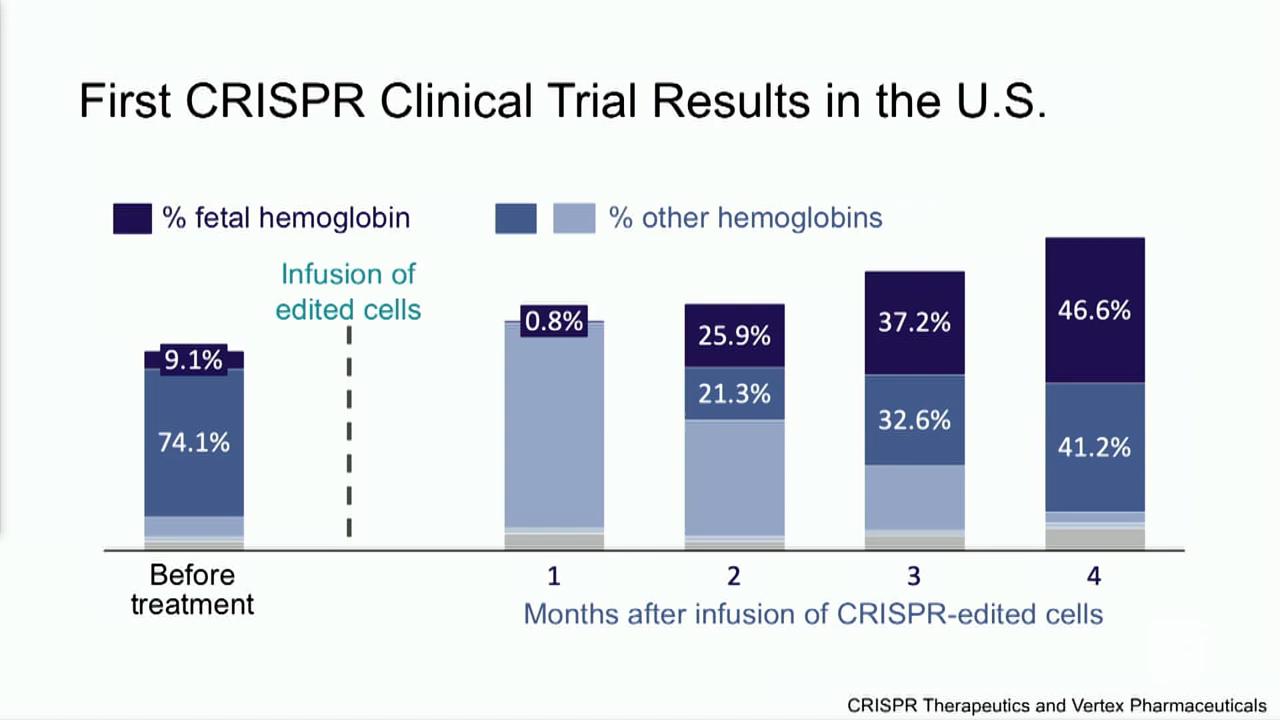 First CRISPR Clinical Trial Results in the U.S.
% fetal hemoglobin
% other hemoglobins
Infusion of
edited cells
9.1%
74.1%
0.8%
25.9%
21.3%
37.2%
32.6%
46.6%
41.2%
Before
treatment
1
2
3
4
Months after infusion of CRISPR-edited cells
CRISPR Therapeutics and Vertex Pharmaceuticals